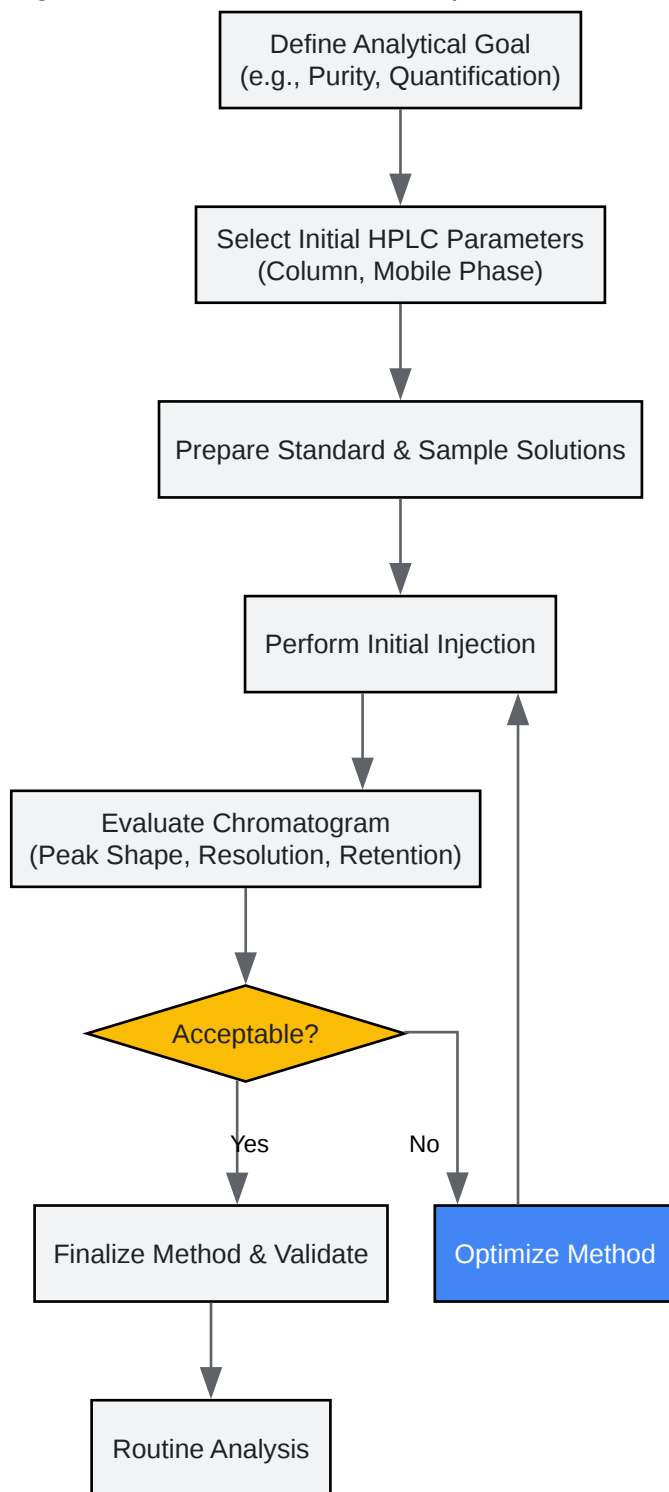 Define Analytical Goal
(e.g., Purity, Quantification)
Select Initial HPLC Parameters
(Column, Mobile Phase)
Prepare Standard & Sample Solutions
Perform Initial Injection
Evaluate Chromatogram
(Peak Shape, Resolution, Retention)
Acceptable?
Yes
No
Finalize Method & Validate
Optimize Method
Routine Analysis